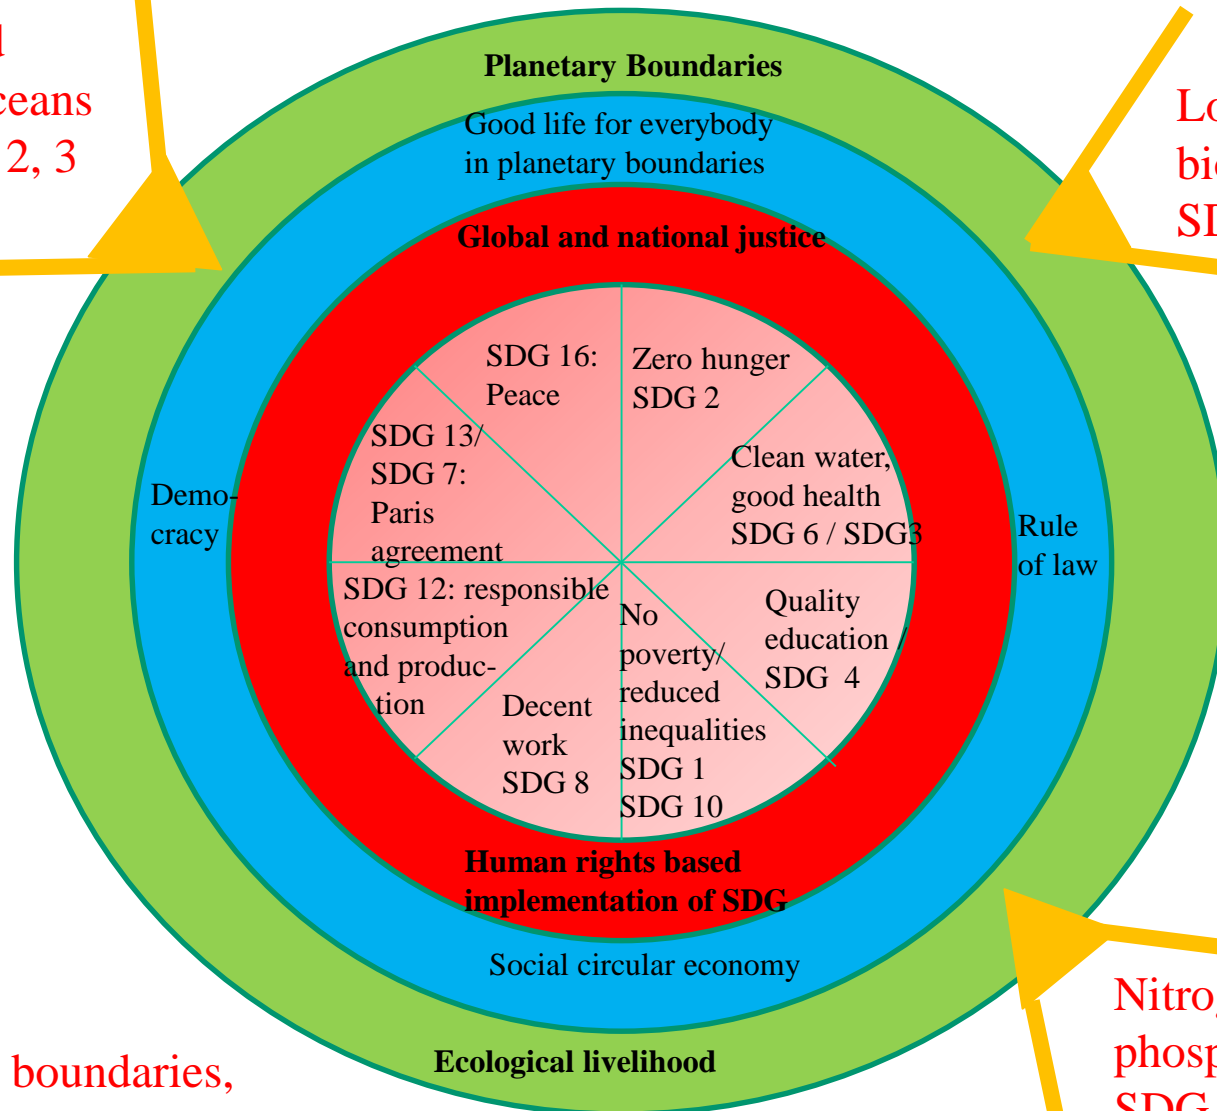 Planetary Boundaries
Good life for everybody
in planetary boundaries
2, 3
Global and national justice
SDG 16:
Peace
Zero hunger
SDG 2
SDG 13/
SDG 7:
Paris
agreement
Clean water,
good health
SDG 6 / SDG3
Demo-
cracy
Rule
of law
SDG 12: responsible
consumption
and produc-
tion
No
poverty/
reduced
inequalities
SDG 1
SDG 10
Quality
education /
SDG 4
Decent
work
SDG 8
Human rights based
implementation of SDG
Social circular economy
Ecological livelihood
boundaries,
SDG